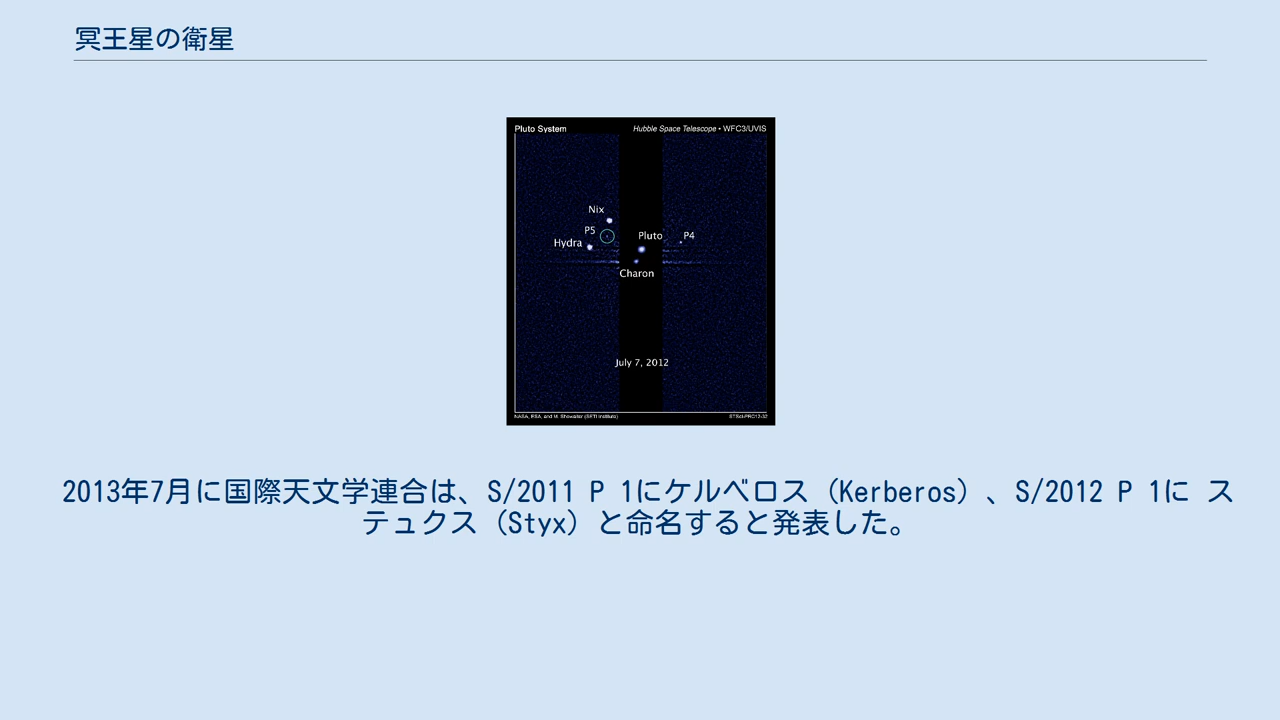 冥王星の衛星
Pluto System
Hubble Space Telescope • WFC3/UVIS
Nix
P5
Hydra
Pluto
P4
Charon
July 7, 2012
NASA, ESA, and M. Showalter (SETI Institute)
STScI-PRC12-32
2013年7月に国際天文学連合は、S/2011 P 1にケルベロス（Kerberos）、S/2012 P 1に ス
テュクス（Styx）と命名すると発表した。